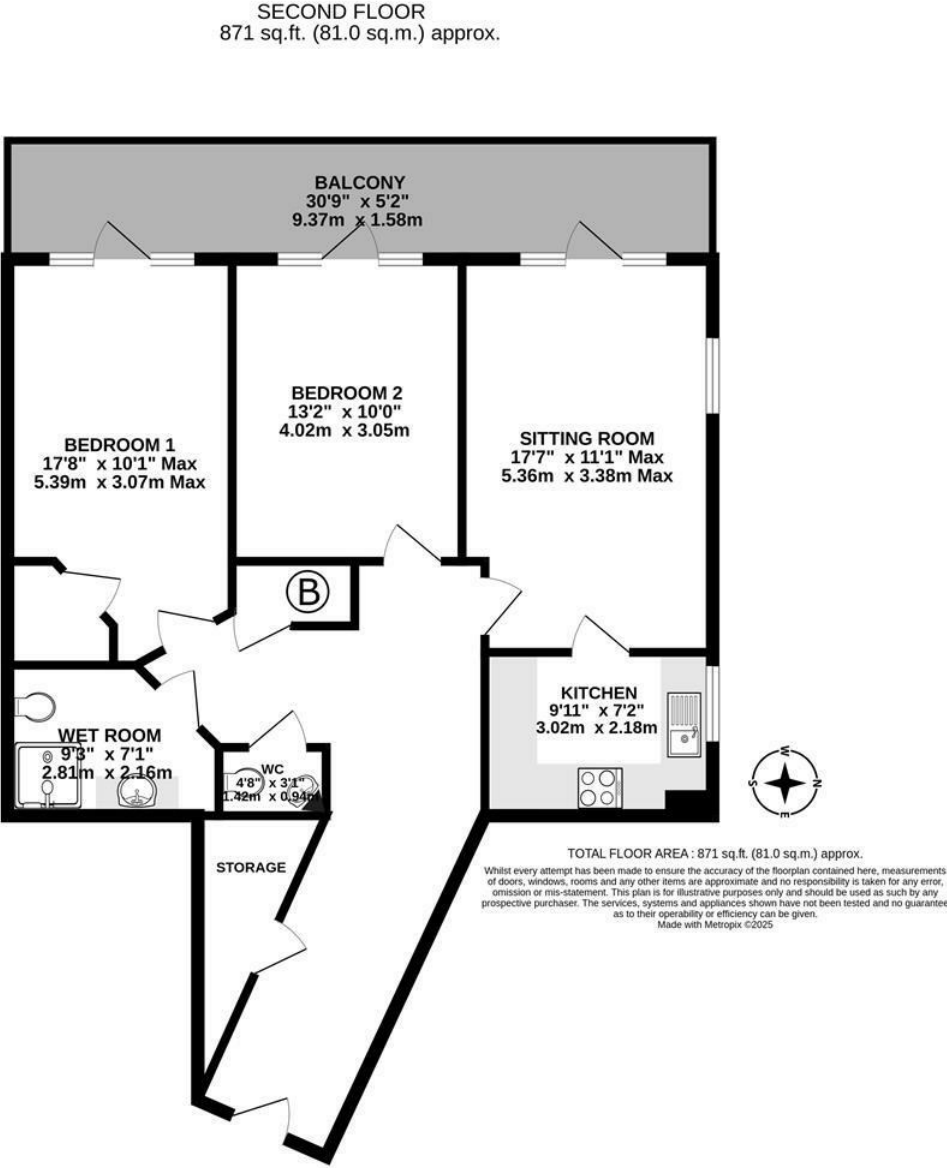 SECOND FLOOR
871 sq.ft. (81.0 sq.m.) approx.
BALCONY
30'9" x 5'2"
9.37m x 1.58m
BEDROOM 2
13'2" x 10'0"
4.02m x 3.05m
BEDROOM 1
17'8" x 10'1" Max
5.39m x 3.07m Max
SITTING ROOM
17'7" x 11'1" Max
5.36m x 3.38m Max
B
KITCHEN
9'11" x 7'2"
3.02m x 2.18m
WET ROOM
9'3" x 7'1"
2.81m x 2.16m
WC
4'8" x 3'1"
1.42m x 0.94m
W
S N
E
STORAGE
TOTAL FLOOR AREA : 871 sq.ft. (81.0 sq.m.) approx.
Whilst every attempt has been made to ensure the accuracy of the floorplan contained here, measurements
of doors, windows, rooms and any other items are approximate and no responsibility is taken for any error,
omission or mis-statement. This plan is for illustrative purposes only and should be used as such by any
prospective purchaser. The services, systems and appliances shown have not been tested and no guarantee
as to their operability or efficiency can be given.
Made with Metropix ©2025